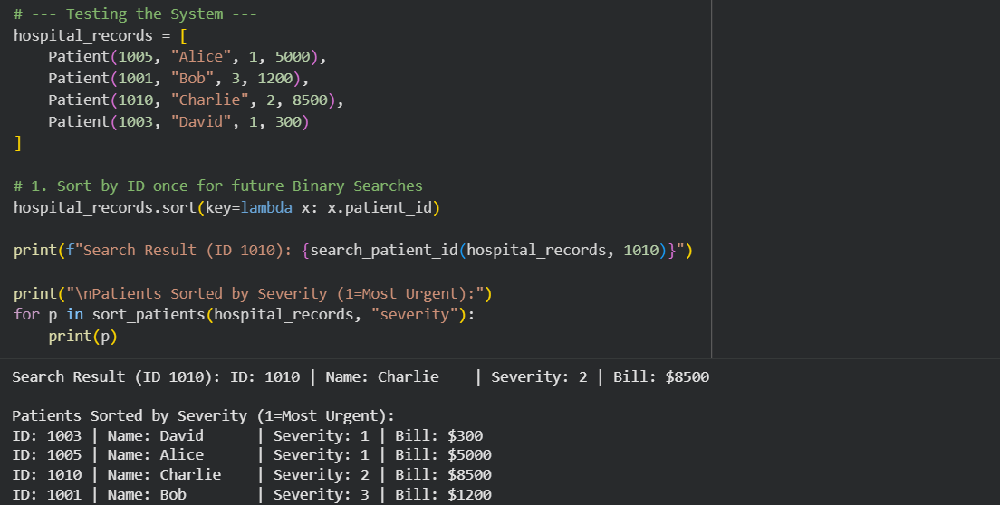 # --- Testing the System ---
hospital_records = [
    Patient(1005, "Alice", 1, 5000),
    Patient(1001, "Bob", 3, 1200),
    Patient(1010, "Charlie", 2, 8500),
    Patient(1003, "David", 1, 300)
]

# 1. Sort by ID once for future Binary Searches
hospital_records.sort(key=lambda x: x.patient_id)

print(f"Search Result (ID 1010): {search_patient_id(hospital_records, 1010)}")

print("\nPatients Sorted by Severity (1=Most Urgent):")
for p in sort_patients(hospital_records, "severity"):
    print(p)

Search Result (ID 1010): ID: 1010 | Name: Charlie    | Severity: 2 | Bill: $8500

Patients Sorted by Severity (1=Most Urgent):
ID: 1003 | Name: David      | Severity: 1 | Bill: $300
ID: 1005 | Name: Alice      | Severity: 1 | Bill: $5000
ID: 1010 | Name: Charlie    | Severity: 2 | Bill: $8500
ID: 1001 | Name: Bob        | Severity: 3 | Bill: $1200